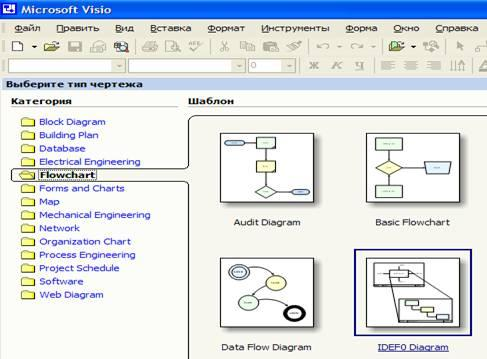 Microsoft Visio
Файл Править Вид Вставка Формат Инструменты Форма Окно Справка
0
Ж К Ч
Выберите тип чертежа
Категория
Block Diagram
Building Plan
Database
Electrical Engineering
Flowchart
Forms and Charts
Map
Mechanical Engineering
Network
Organization Chart
Process Engineering
Project Schedule
Software
Web Diagram
Шаблон
Audit Diagram
Basic Flowchart
Data Flow Diagram
IDEF0 Diagram